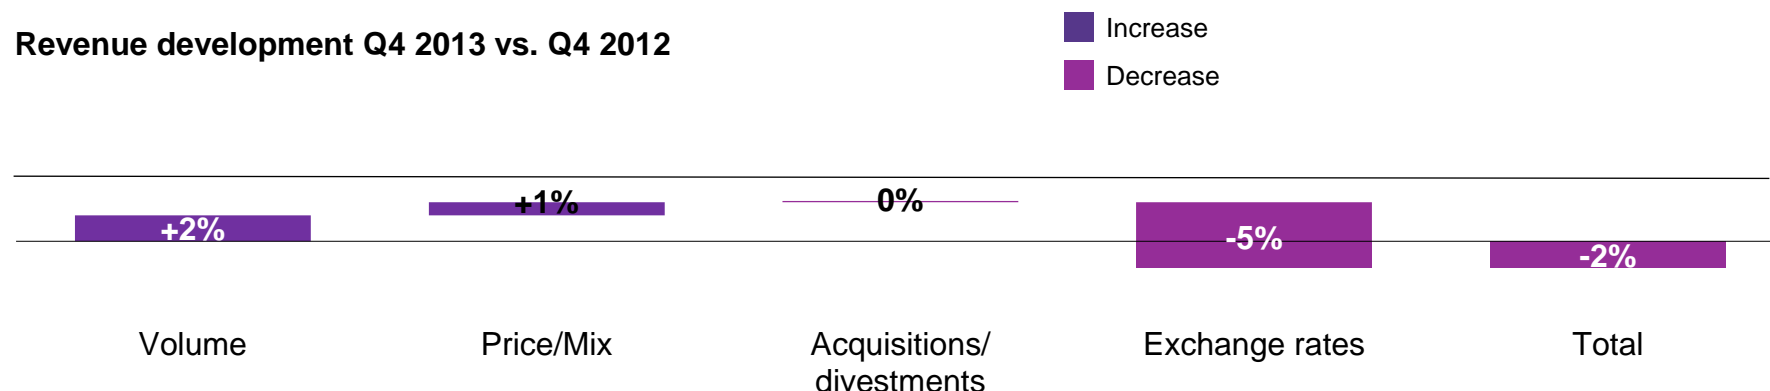 Revenue development Q4 2013 vs. Q4 2012
Increase
Decrease
+2%
+1%
0%
-5%
-2%
Volume
Price/Mix
Acquisitions/
divestments
Exchange rates
Total